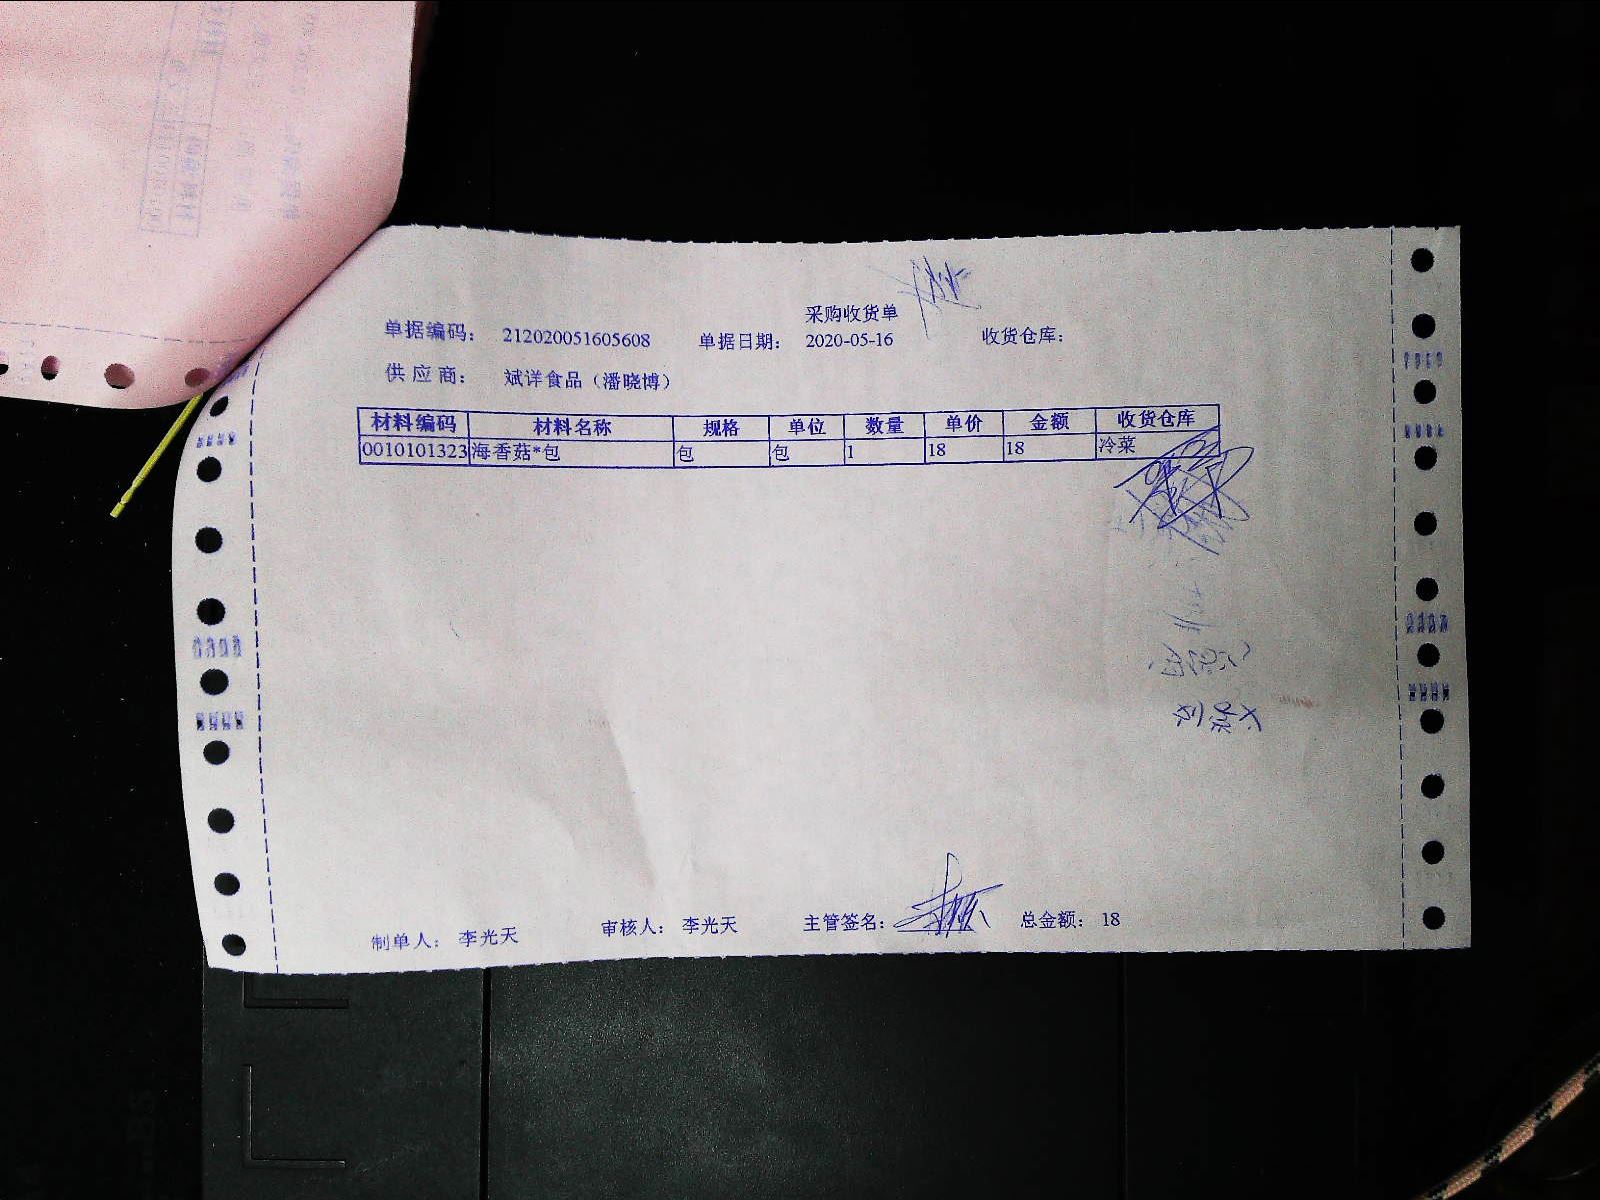 采购收货单
单据编码： 212020051605608 单据日期： 2020-05-16 收货仓库：
供应商： 斌洋食品（潘晓博）
材料编码 材料名称 规格 单位 数量 单价 金额 收货仓库
0010101323 海香菇*包 包 包 1 18 18 冷菜
制单人： 李光天 审核人： 李光天 主管签名： 总金额： 18